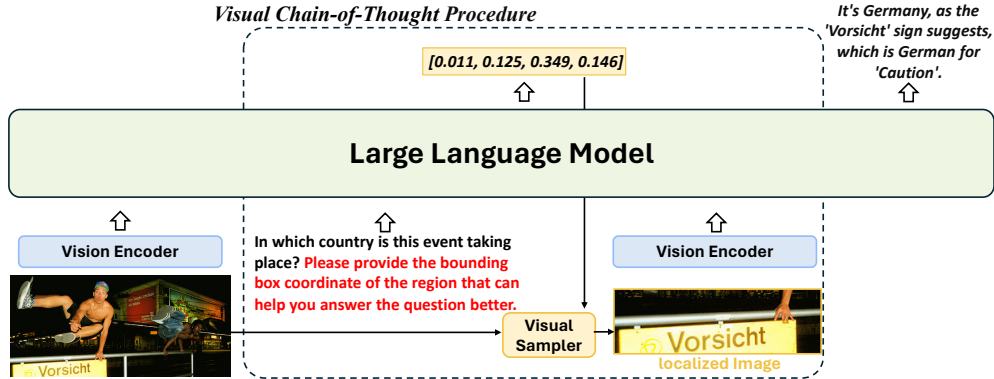 Visual Chain-of-Thought Procedure
[0.011, 0.125, 0.349, 0.146]
It's Germany, as the
'Vorsicht' sign suggests,
which is German for
'Caution'.
Large Language Model
Vision Encoder
In which country is this event taking
place? Please provide the bounding
box coordinate of the region that can
help you answer the question better.
Vision Encoder
Vorsicht
Visual
Sampler
Vorsicht
localized Image